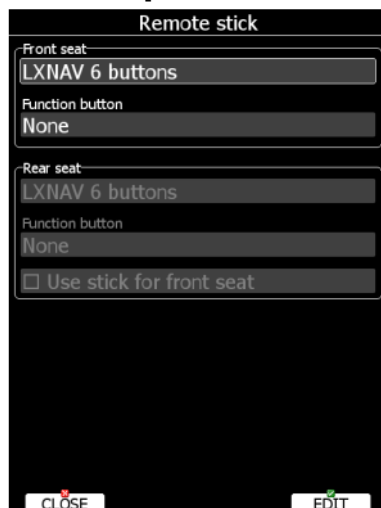 Remote stick
Front seat
LXNAV 6 buttons
Function button
None
Rear seat
LXNAV 6 buttons
Function button
None
Use stick for front seat
CLOSE
EDIT